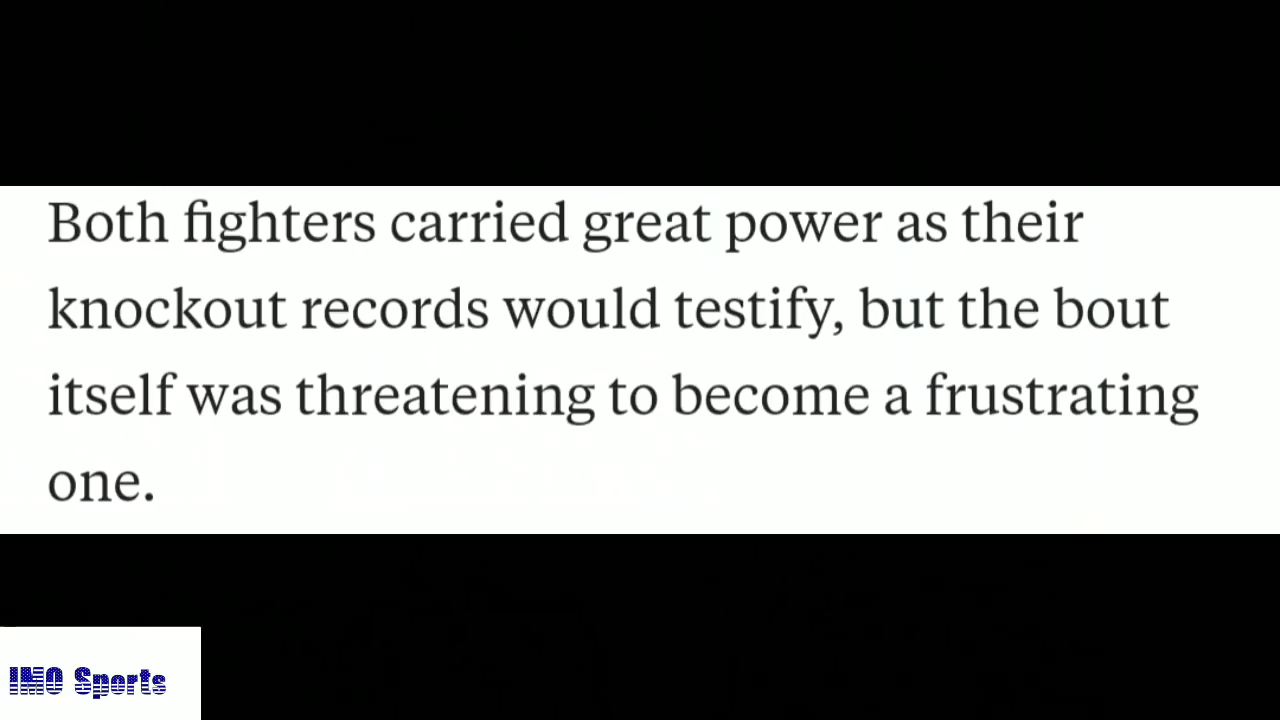 Both fighters carried great power as their
knockout records would testify, but the bout
itself was threatening to become a frustrating
one.
IMO Sports